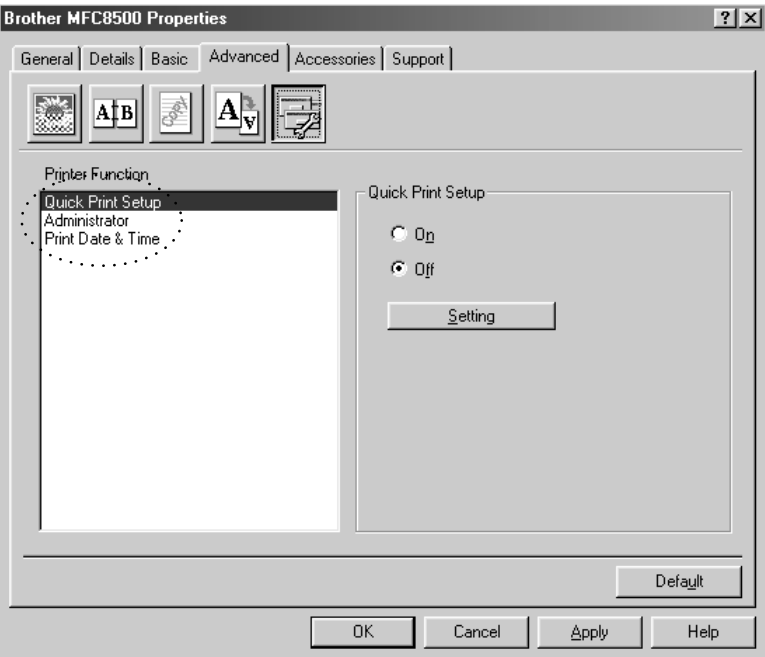 Brother MFC8500 Properties
? X
General Details Basic Advanced Accessories Support
A B A A
Printer Function
Quick Print Setup
Administrator
Print Date & Time
Quick Print Setup
On
Off
Setting
Default
OK Cancel Apply Help